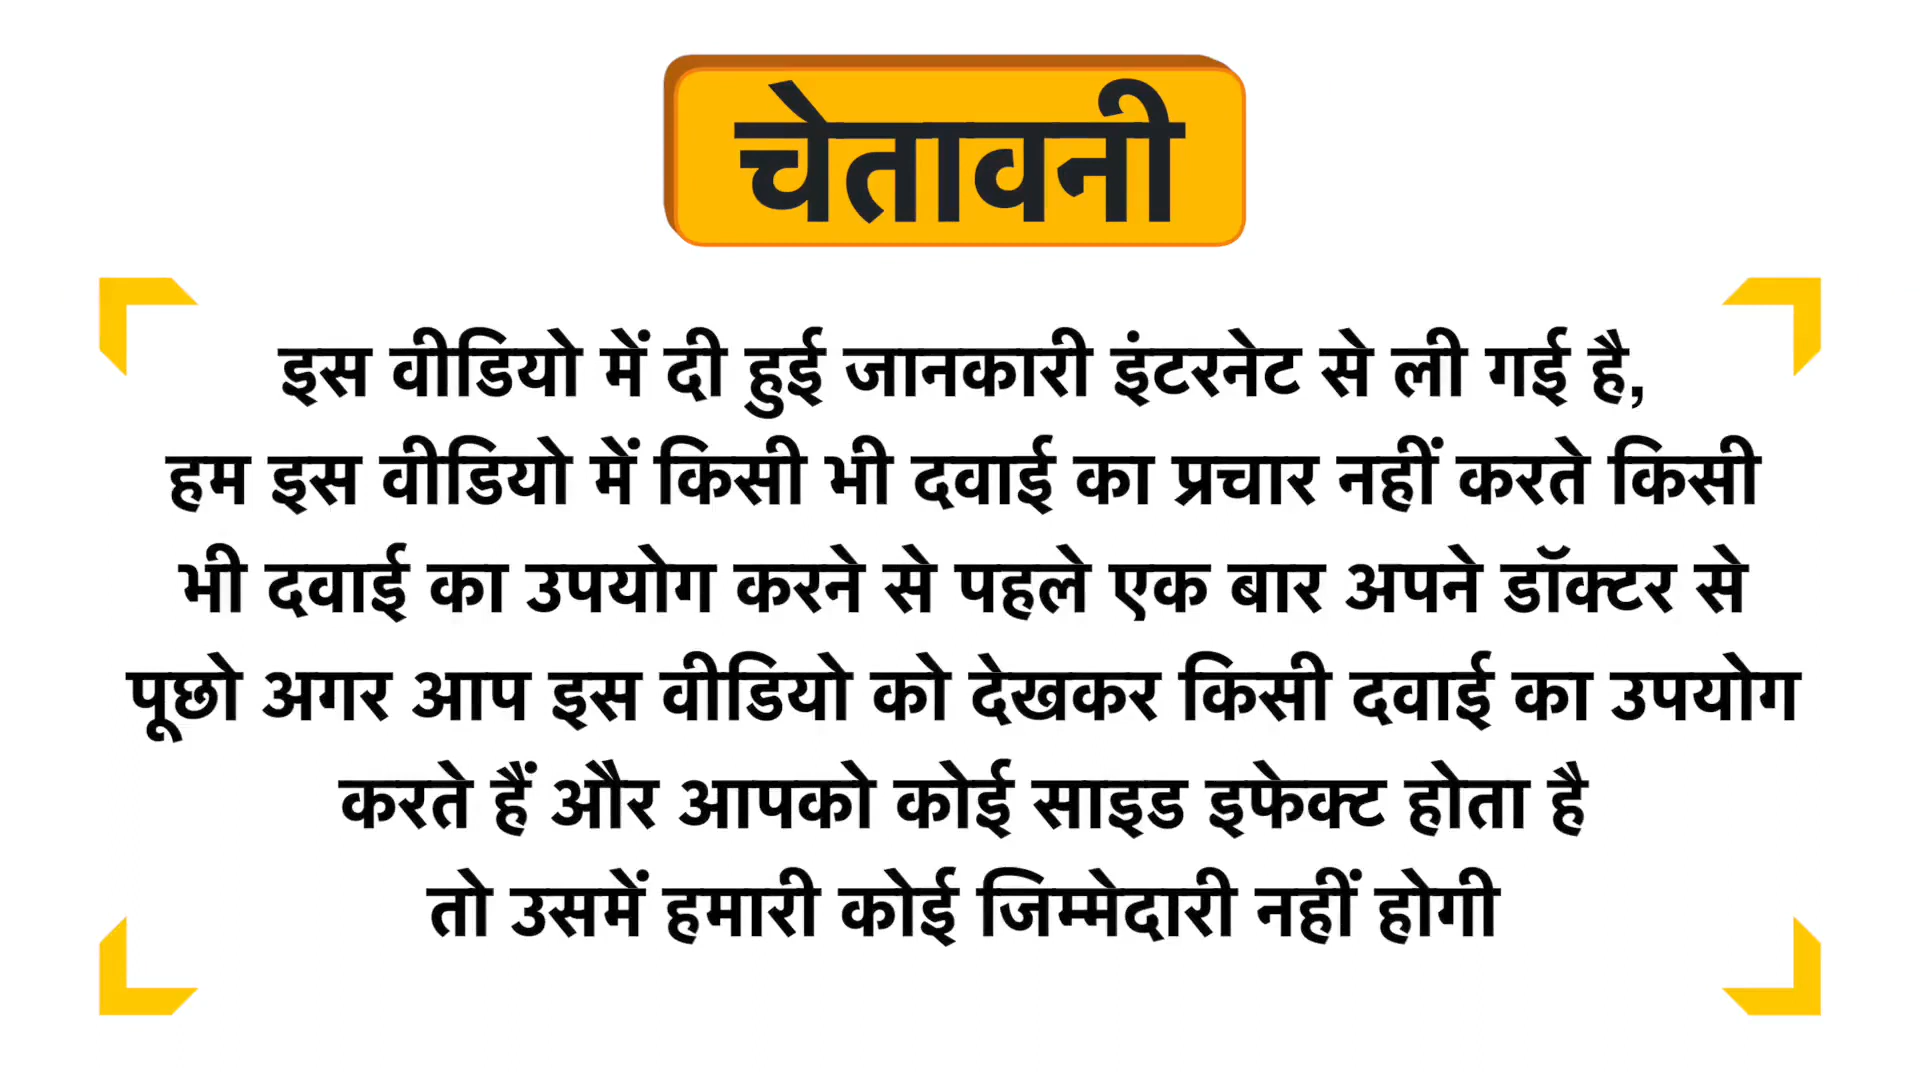 चेतावनी
इस वीडियो में दी हुई जानकारी इंटरनेट से ली गई है,
हम इस वीडियो में किसी भी दवाई का प्रचार नहीं करते किसी
भी दवाई का उपयोग करने से पहले एक बार अपने डॉक्टर से
पूछो अगर आप इस वीडियो को देखकर किसी दवाई का उपयोग
करते हैं और आपको कोई साइड इफेक्ट होता है
तो उसमें हमारी कोई जिम्मेदारी नहीं होगी